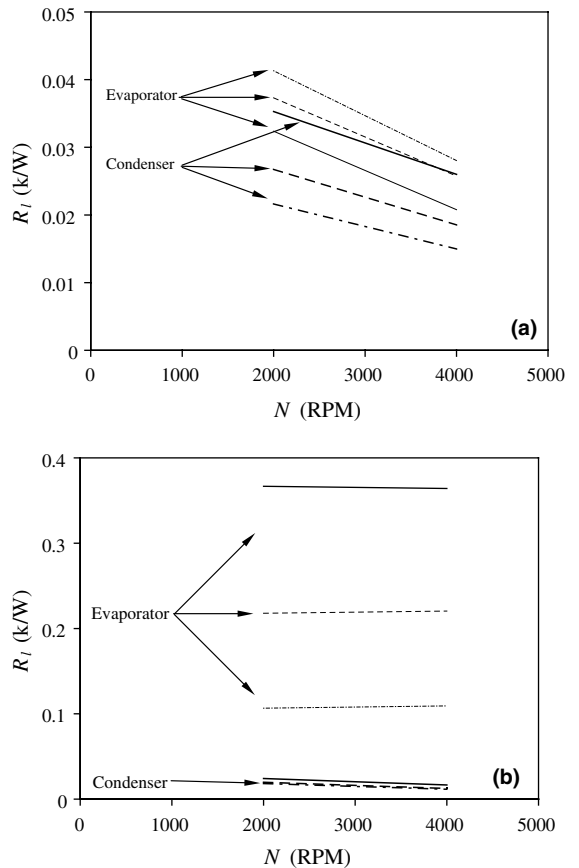 0.05
0.04
Evaporator
0.03
Condenser
R_l (k/W)
0.02
0.01
(a)
0
0 1000 2000 3000 4000 5000
N (RPM)
0.4
0.3
R_l (k/W)
Evaporator
0.2
0.1
Condenser
(b)
0
0 1000 2000 3000 4000 5000
N (RPM)